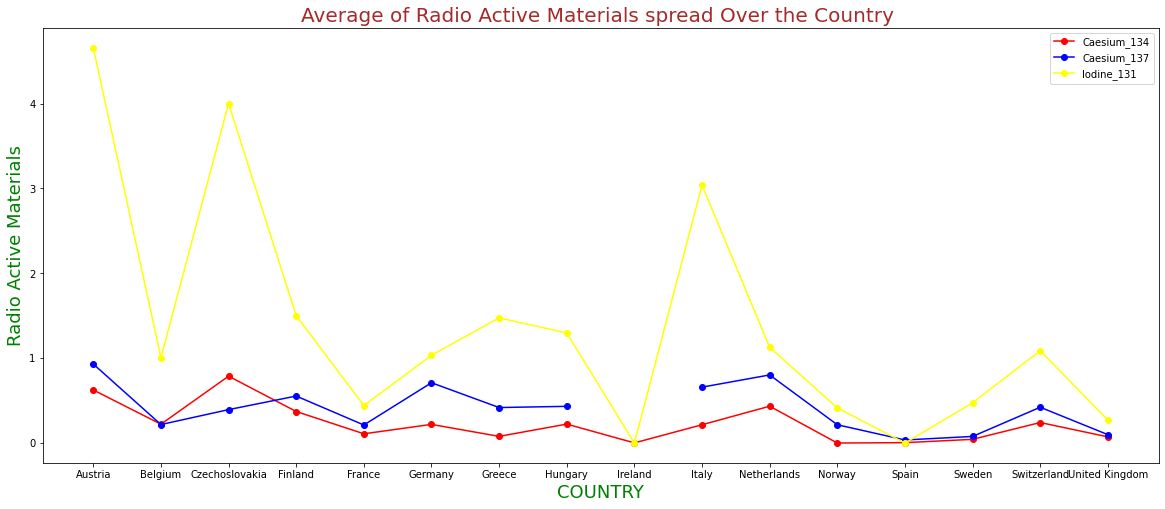 Average of Radio Active Materials spread Over the Country
Caesium_134
Caesium_137
Iodine_131
Radio Active Materials
4
3
2
1
0
Austria Belgium Czechoslovakia Finland France Germany Greece Hungary Ireland Italy Netherlands Norway Spain Sweden Switzerland United Kingdom
COUNTRY